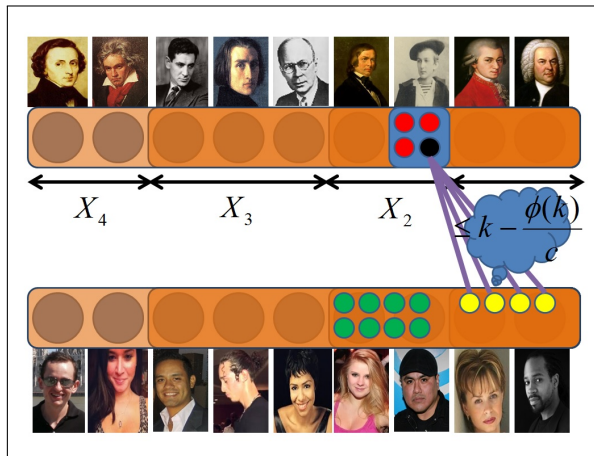 X₄ X₃ X₂
≤ k − ϕ(k)/c